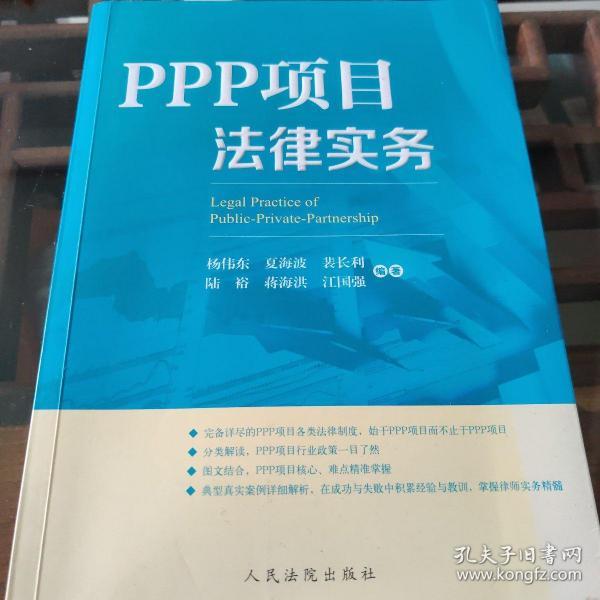 PPP项目
法律实务
Legal Practice of
Public-Private-Partnership
杨伟东 夏海波 裴长利
陆 裕 蒋海洪 江国强
编著
◆ 完备详尽的PPP项目各类法律制度，始于PPP项目而不止于PPP项目
◆ 分类解读，PPP项目行业政策一目了然
◆ 图文结合，PPP项目核心、难点精准掌握
◆ 典型真实案例详细解析，在成功与失败中积累经验与教训，掌握律师实务精髓
人民法院出版社
孔夫子旧书网
www.kongfz.com